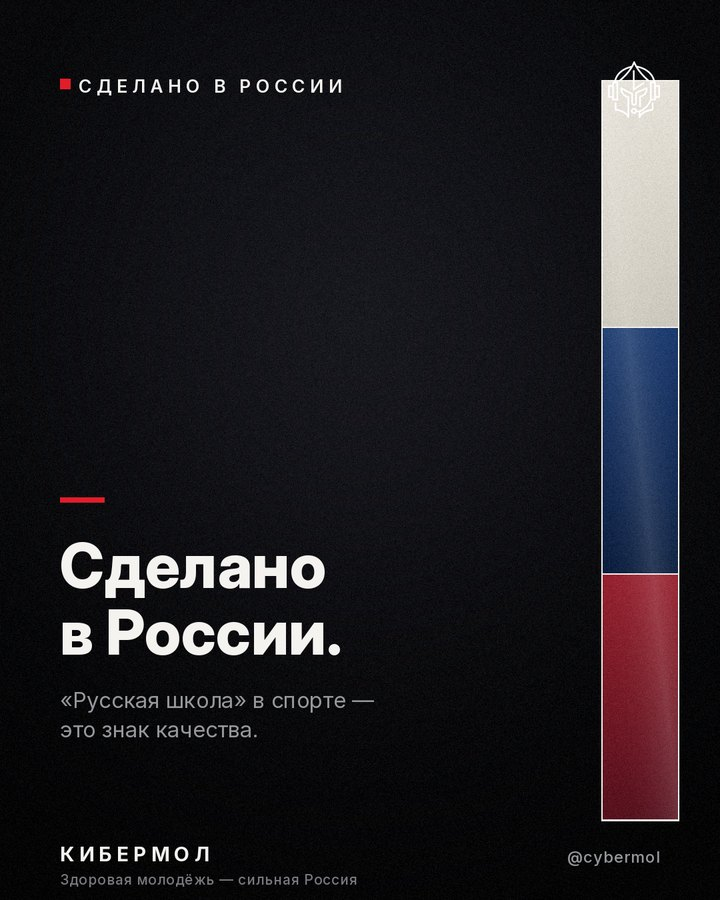 СДЕЛАНО В РОССИИ
Сделано
в России.
«Русская школа» в спорте —
это знак качества.
КИБЕРМОЛ
@cybermol
Здоровая молодёжь — сильная Россия